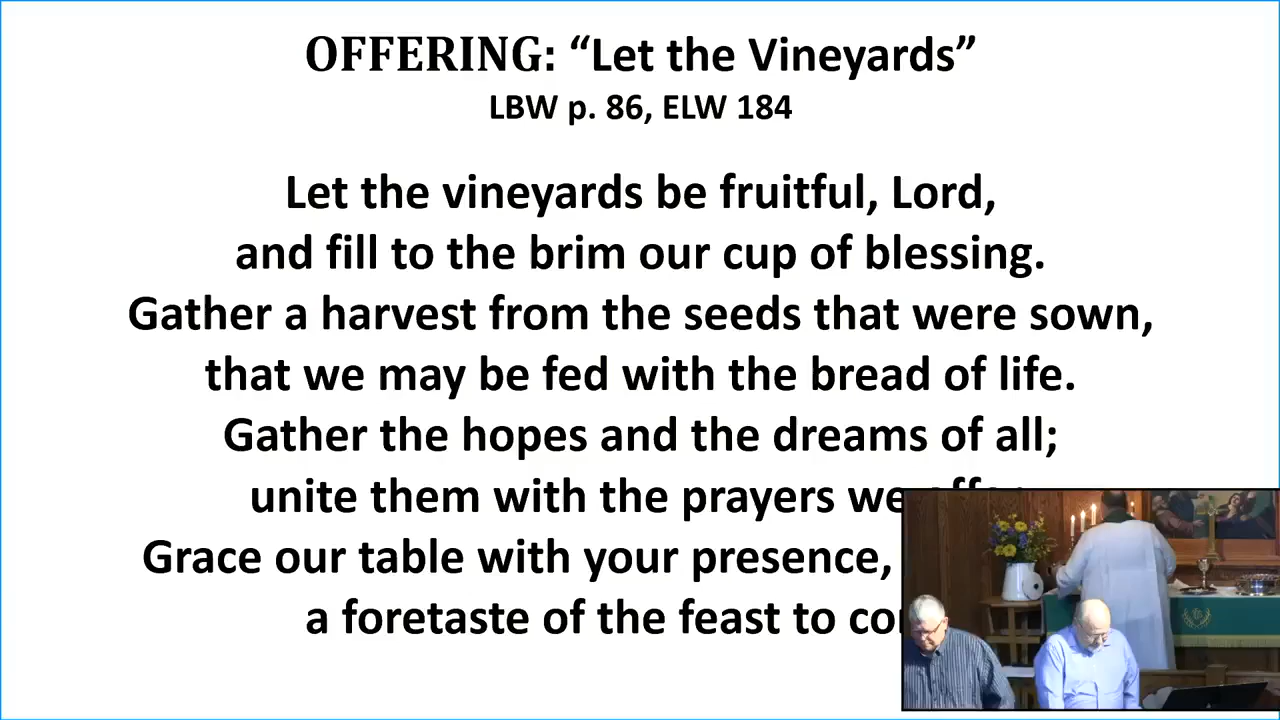 OFFERING: “Let the Vineyards”
LBW p. 86, ELW 184
Let the vineyards be fruitful, Lord,
and fill to the brim our cup of blessing.
Gather a harvest from the seeds that were sown,
that we may be fed with the bread of life.
Gather the hopes and the dreams of all;
unite them with the prayers we
Grace our table with your presence,
a foretaste of the feast to